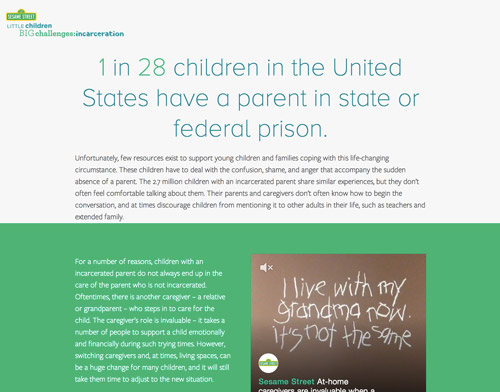 SESAME STREET
LITTLE children
BIG challenges:incarceration
1 in 28 children in the United
States have a parent in state or
federal prison.
Unfortunately, few resources exist to support young children and families coping with this life-changing
circumstance. These children have to deal with the confusion, shame, and anger that accompany the sudden
absence of a parent. The 2.7 million children with an incarcerated parent share similar experiences, but they don't
often feel comfortable talking about them. Their parents and caregivers don't often know how to begin the
conversation, and at times discourage children from mentioning it to other adults in their life, such as teachers and
extended family.
For a number of reasons, children with an
incarcerated parent do not always end up in the
care of the parent who is not incarcerated.
Oftentimes, there is another caregiver – a relative
or grandparent – who steps in to care for the
child. The caregiver's role is invaluable – it takes a
number of people to support a child emotionally
and financially during such trying times. However,
switching caregivers and, at times, living spaces, can
be a huge change for many children, and it will still
take them time to adjust to the new situation.
I live with my
grandma now.
it's not the same
SESAME STREET
Sesame Street At-home
caregivers are invaluable when a